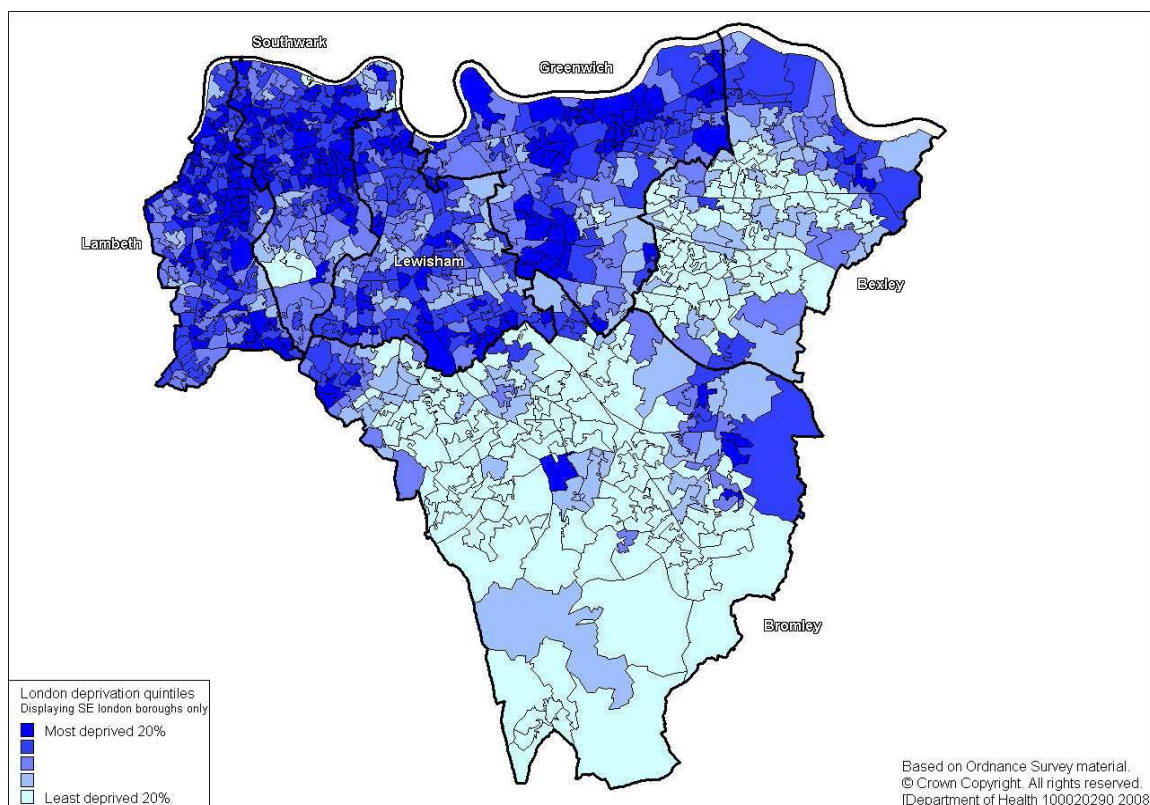 Southwark
Greenwich
Lambeth
Lewisham
Bexley
Bromley
London deprivation quintiles
Displaying SE london boroughs only
Most deprived 20%
Least deprived 20%
Based on Ordnance Survey material.
© Crown Copyright. All rights reserved.
[Department of Health 100020290 2008